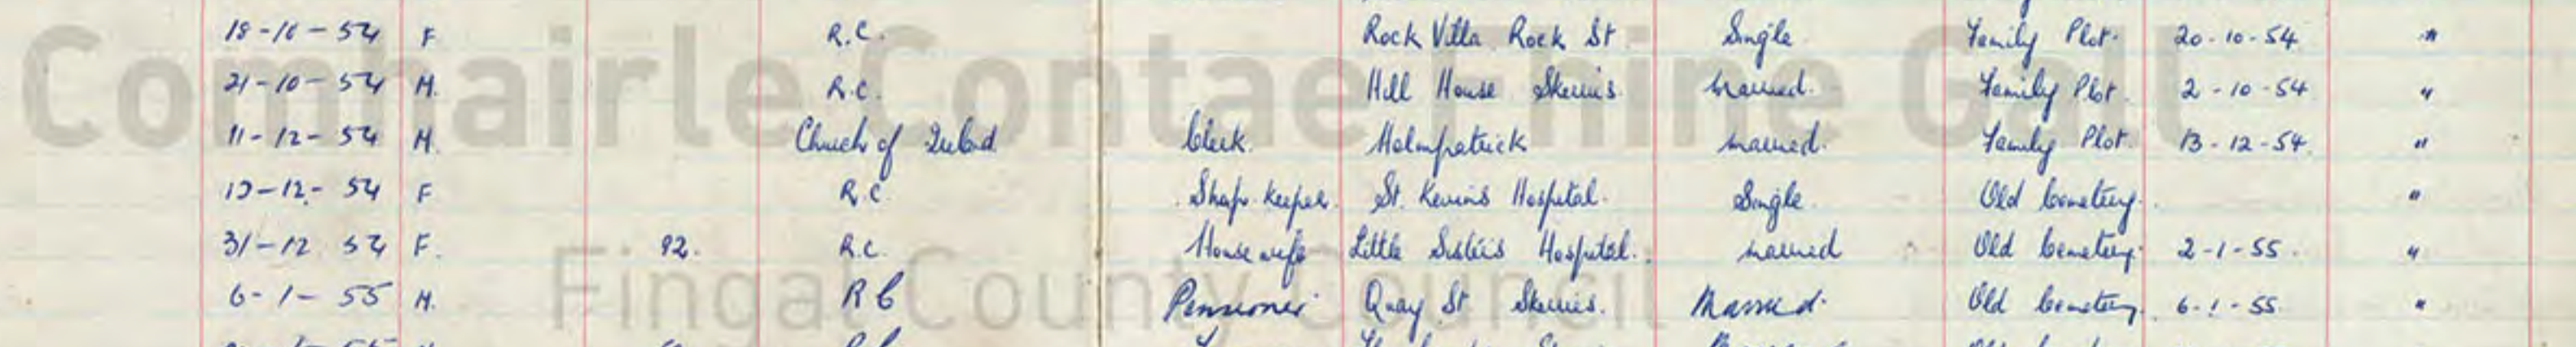 18-10-54 F R.C. Rock Villa Rock St Single Family Plot. 20-10-54 "
21-10-54 M. R.C. Hill House Skerries married. Family Plot. 2-10-54 "
11-12-54 M. Church of Ireland Clerk. Holmpatrick married. Family Plot. 13-12-54 "
-12-54 F R.C Shop-keeper. St. Kevin's Hospital. Single Old Cemetery. "
31-12 54 F. 92. R.C. Housewife Little Sisters Hospital. married Old Cemetery. 2-1-55. "
6-1-55 M. R C Pensioner Quay St Skerries. Married. Old Cemetery. 6-1-55 "
Comhairle Contae Fhine Gall
Fingal County Council